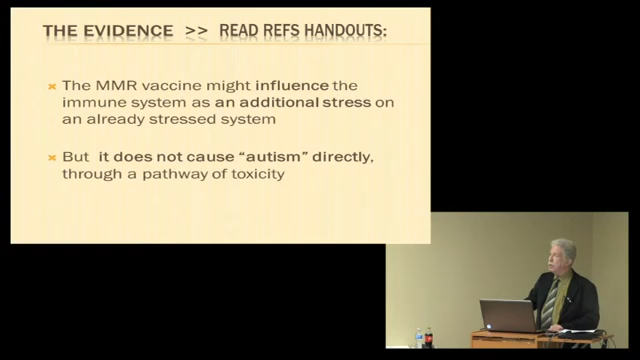 THE EVIDENCE >> READ REFS HANDOUTS:
The MMR vaccine might influence the
immune system as an additional stress on
an already stressed system
But it does not cause “autism” directly,
through a pathway of toxicity